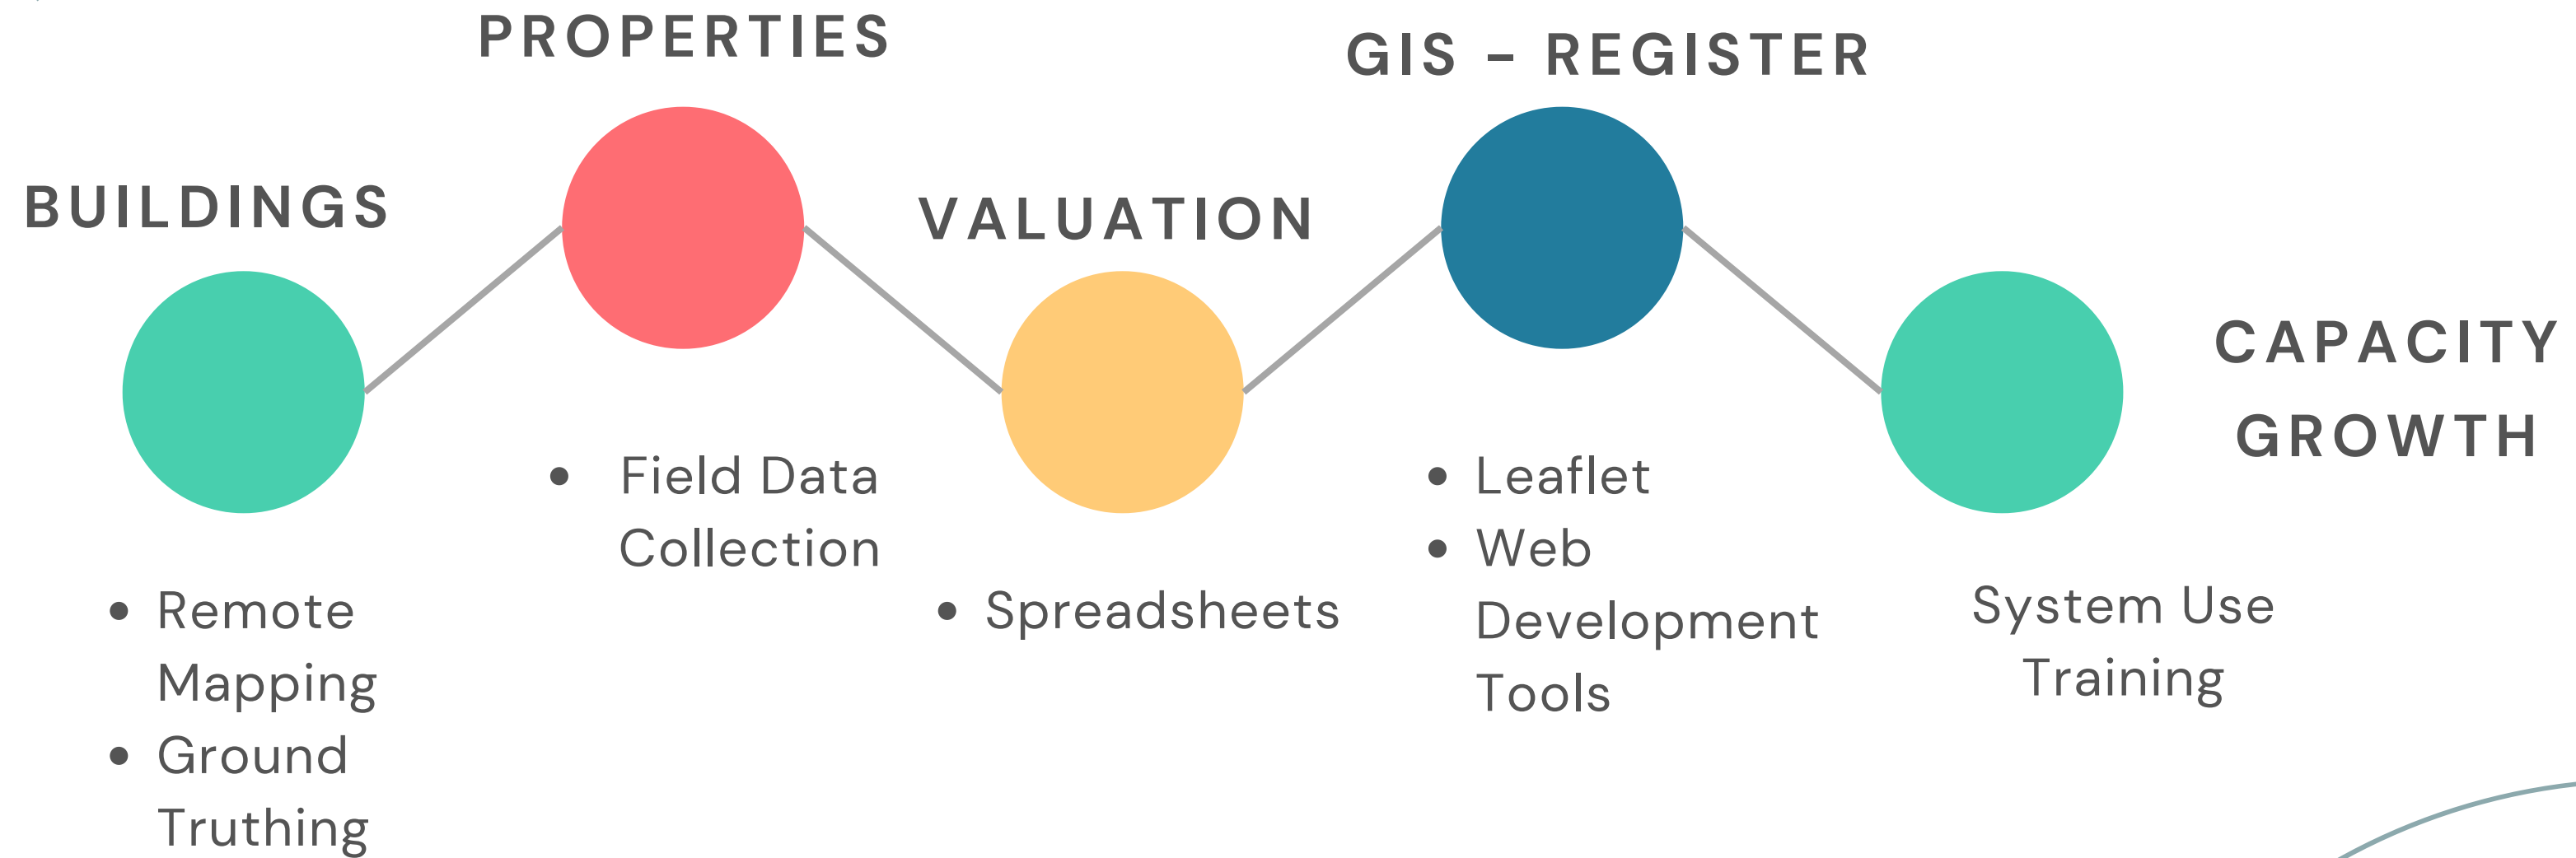 BUILDINGS
• Remote
Mapping
• Ground
Truthing
PROPERTIES
• Field Data
Collection
VALUATION
• Spreadsheets
GIS - REGISTER
• Leaflet
• Web
Development
Tools
CAPACITY
GROWTH
System Use
Training